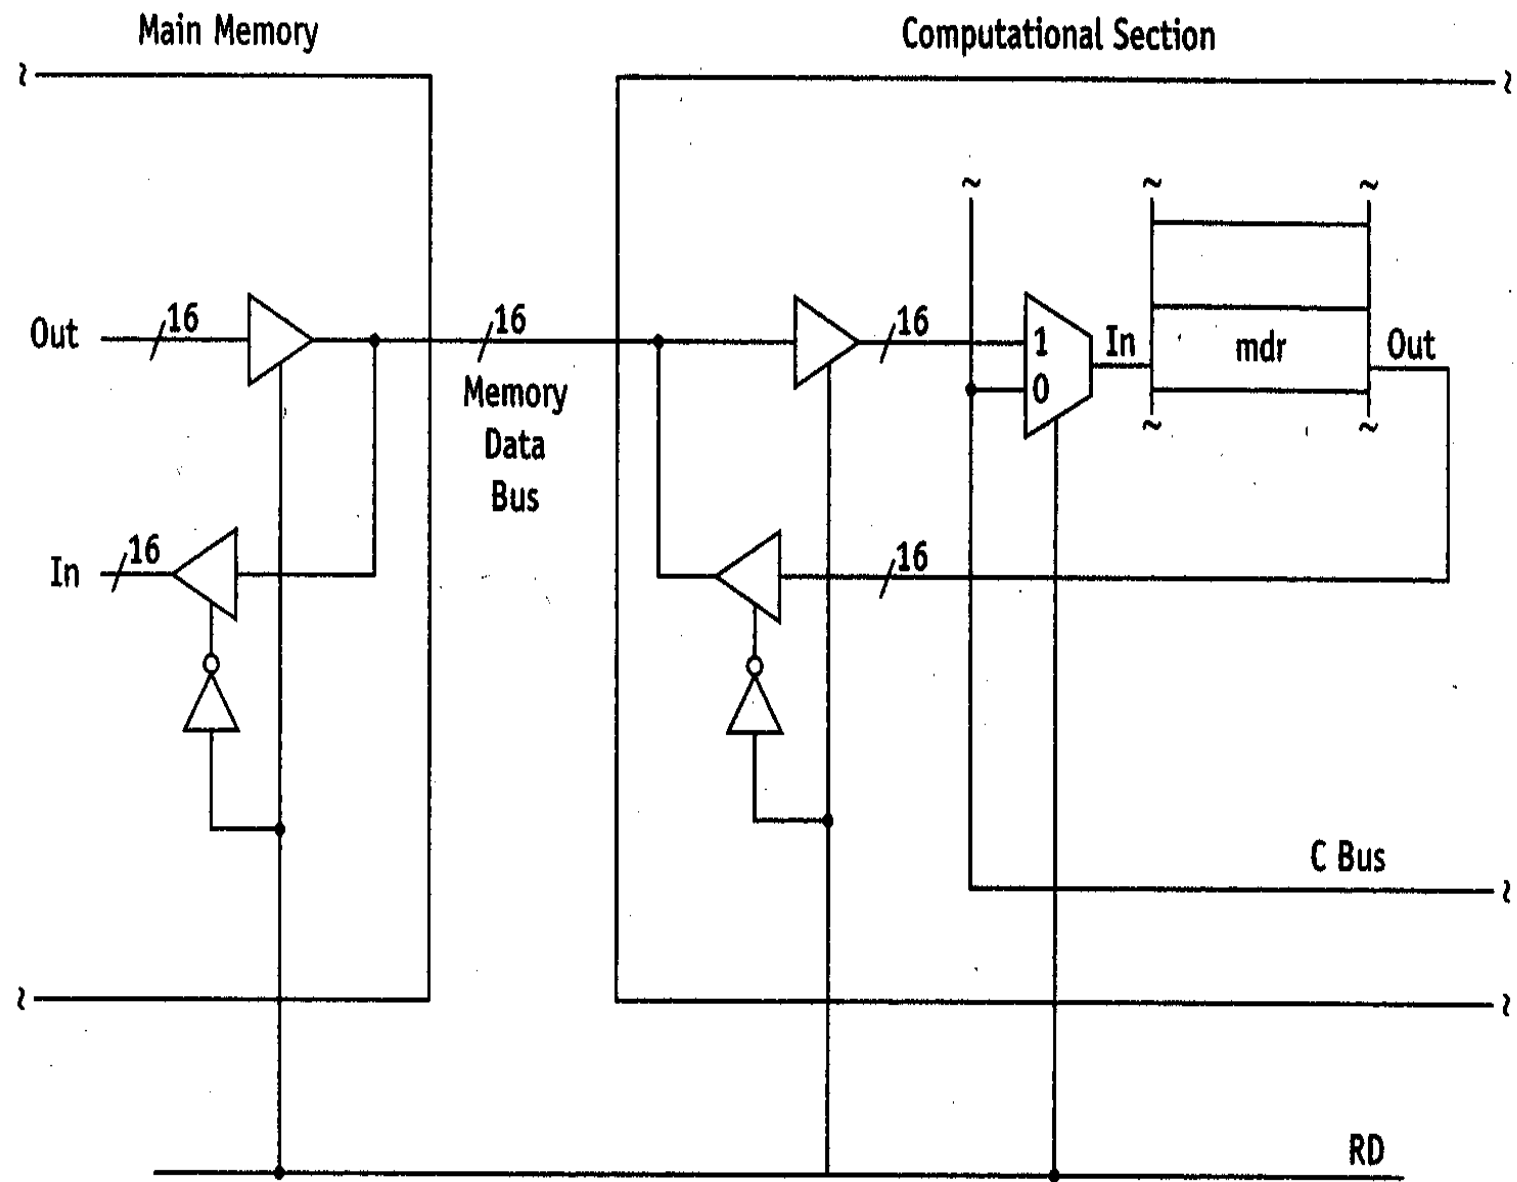 Main Memory
Computational Section
Out
16
16
16
1
In
mdr
Out
0
Memory
Data
Bus
In
16
16
C Bus
RD